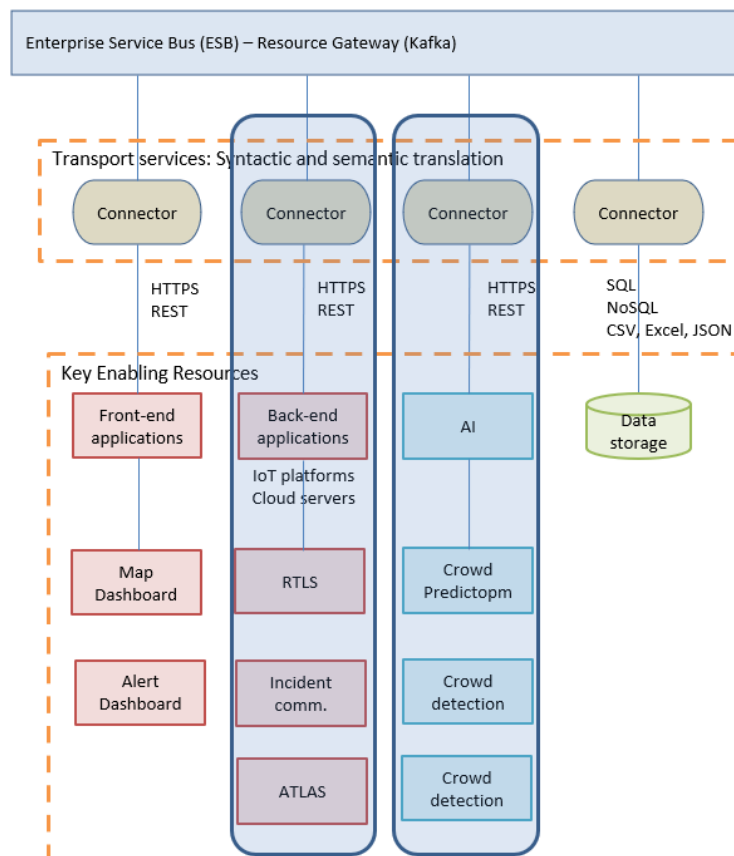 Enterprise Service Bus (ESB) – Resource Gateway (Kafka)
Transport services: Syntactic and semantic translation
Connector
Connector
Connector
Connector
HTTPS
REST
HTTPS
REST
HTTPS
REST
SQL
NoSQL
CSV, Excel, JSON
Key Enabling Resources
Front-end
applications
Back-end
applications
AI
Data
storage
IoT platforms
Cloud servers
Map
Dashboard
RTLS
Crowd
Predictopm
Alert
Dashboard
Incident
comm.
Crowd
detection
ATLAS
Crowd
detection